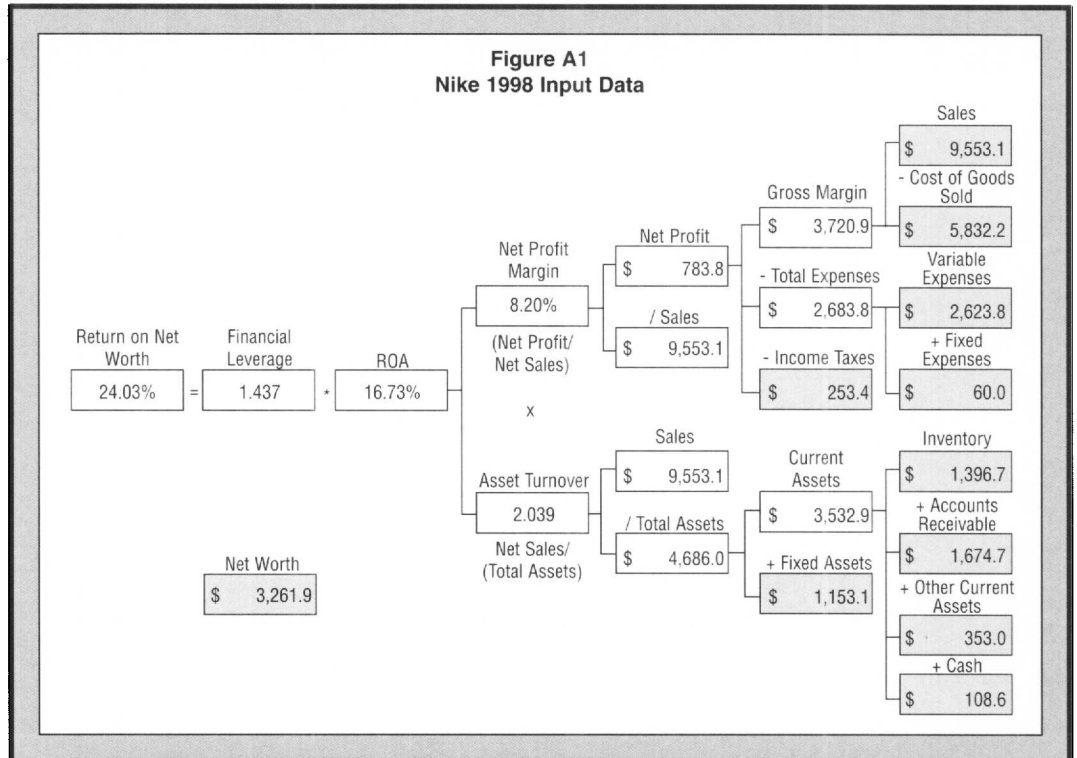 Figure A1
Nike 1998 Input Data
Sales
$ 9,553.1
- Cost of Goods
Sold
$ 5,832.2
Gross Margin
$ 3,720.9
Variable
Expenses
$ 2,623.8
+ Fixed
Expenses
$ 60.0
Net Profit
$ 783.8
- Total Expenses
$ 2,683.8
- Income Taxes
$ 253.4
Net Profit
Margin
8.20%
(Net Profit/
Net Sales)
/ Sales
$ 9,553.1
Return on Net
Worth
24.03%
=
Financial
Leverage
1.437
*
ROA
16.73%
x
Asset Turnover
2.039
Net Sales/
(Total Assets)
Sales
$ 9,553.1
/ Total Assets
$ 4,686.0
Current
Assets
$ 3,532.9
+ Fixed Assets
$ 1,153.1
Inventory
$ 1,396.7
+ Accounts
Receivable
$ 1,674.7
+ Other Current
Assets
$ 353.0
+ Cash
$ 108.6
Net Worth
$ 3,261.9